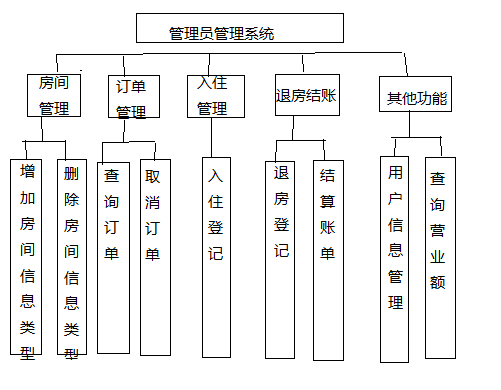 管理员管理系统
房间
管理
订单
管理
入住
管理
退房结账
其他功能
增加房间信息类型
删除房间信息类型
查询订单
取消订单
入住登记
退房登记
结算账单
用户信息管理
查询营业额